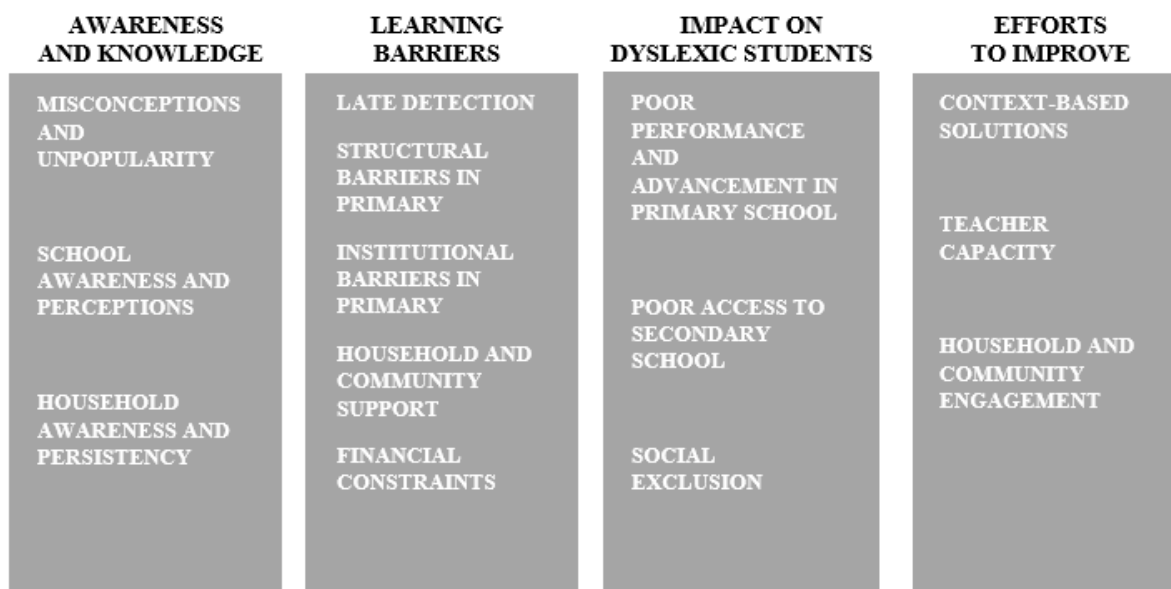 AWARENESS
AND KNOWLEDGE
MISCONCEPTIONS
AND
UNPOPULARITY
SCHOOL
AWARENESS AND
PERCEPTIONS
HOUSEHOLD
AWARENESS AND
PERSISTENCY
LEARNING
BARRIERS
LATE DETECTION
STRUCTURAL
BARRIERS IN
PRIMARY
INSTITUTIONAL
BARRIERS IN
PRIMARY
HOUSEHOLD AND
COMMUNITY
SUPPORT
FINANCIAL
CONSTRAINTS
IMPACT ON
DYSLEXIC STUDENTS
POOR
PERFORMANCE
AND
ADVANCEMENT IN
PRIMARY SCHOOL
POOR ACCESS TO
SECONDARY
SCHOOL
SOCIAL
EXCLUSION
EFFORTS
TO IMPROVE
CONTEXT-BASED
SOLUTIONS
TEACHER
CAPACITY
HOUSEHOLD AND
COMMUNITY
ENGAGEMENT